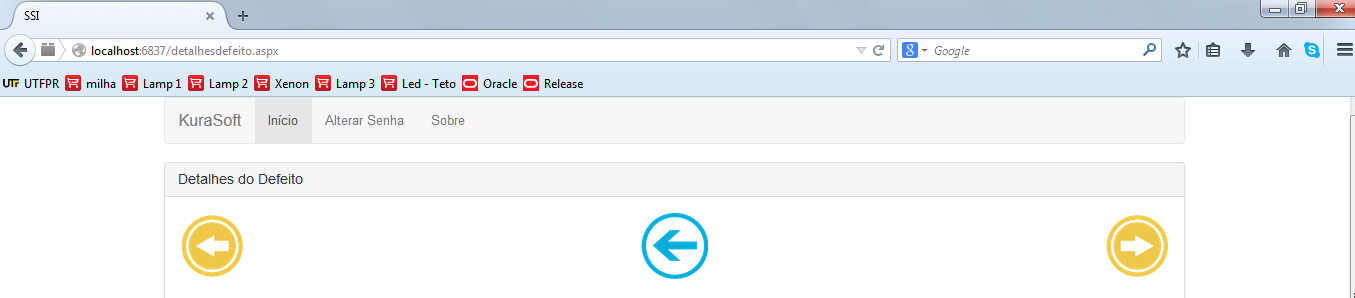 SSI
localhost:6837/detalhesdefeito.aspx
Google
UTF UTFPR milha Lamp 1 Lamp 2 Xenon Lamp 3 Led - Teto Oracle Release
KuraSoft Início Alterar Senha Sobre
Detalhes do Defeito